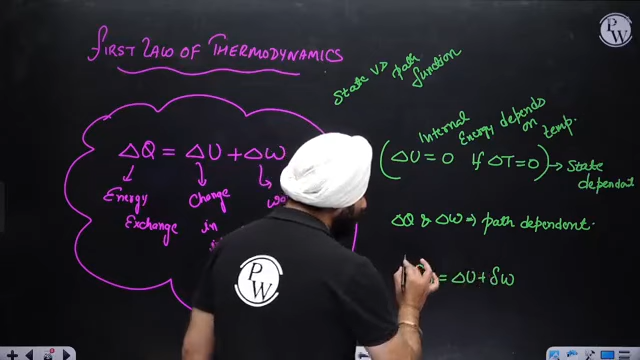 FIRST LAW OF THERMODYNAMICS
State VS path
function
ΔQ = ΔU + ΔW
Energy
Exchange
Change
in
Internal
Energy depends
on temp.
(ΔU = 0 if ΔT = 0) → State
dependent
ΔQ & ΔW ⇒ path dependent.
= ΔU + δW
PW
PW